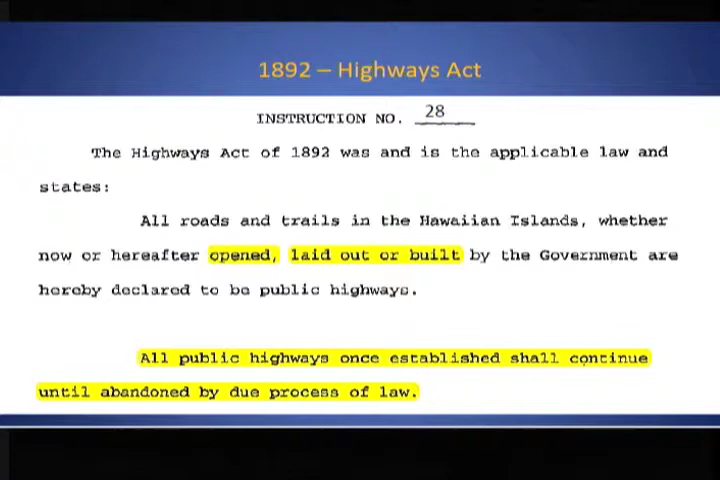 1892 – Highways Act
INSTRUCTION NO. 28
The Highways Act of 1892 was and is the applicable law and
states:
All roads and trails in the Hawaiian Islands, whether
now or hereafter opened, laid out or built by the Government are
hereby declared to be public highways.
All public highways once established shall continue
until abandoned by due process of law.